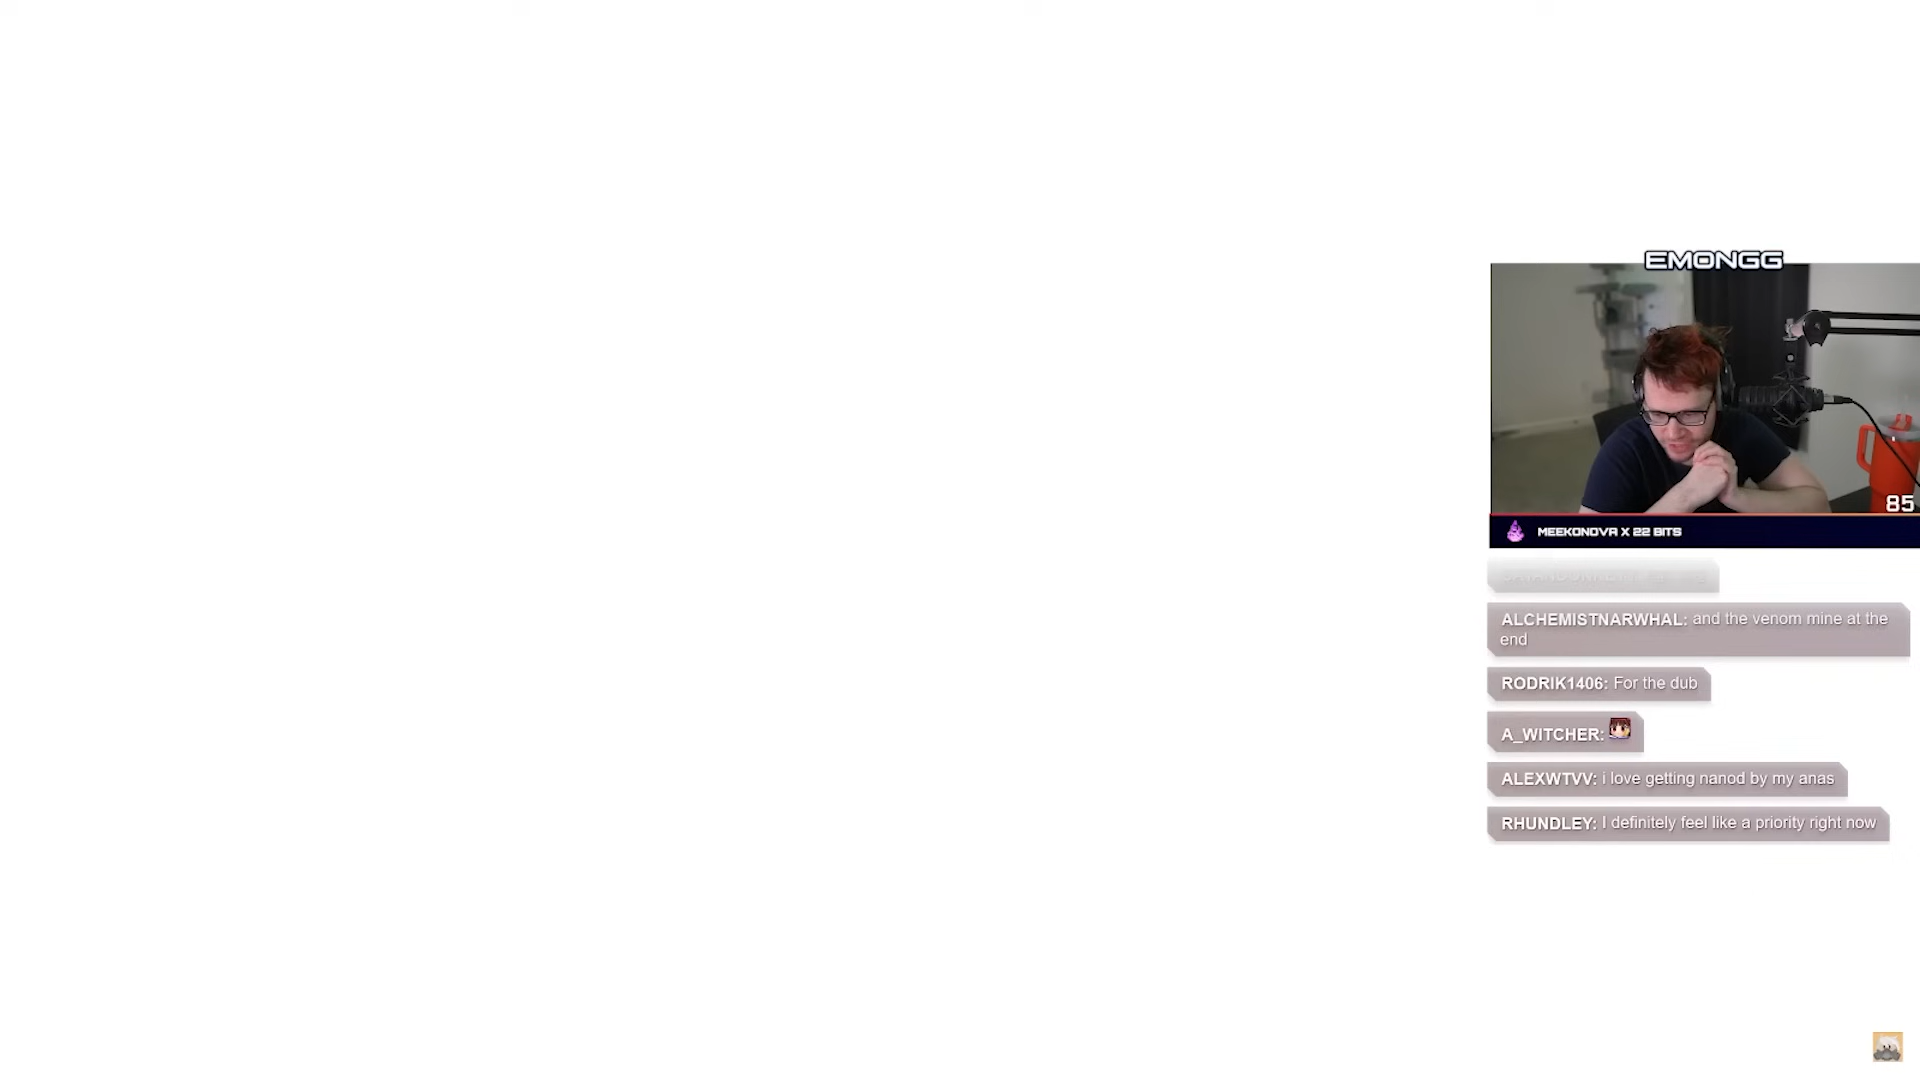 EMONGG
85
MEEKONOVA X 22 BITS
ALCHEMISTNARWHAL: and the venom mine at the
end
RODRIK1406: For the dub
A_WITCHER:
ALEXWTVV: i love getting nanod by my anas
RHUNDLEY: I definitely feel like a priority right now